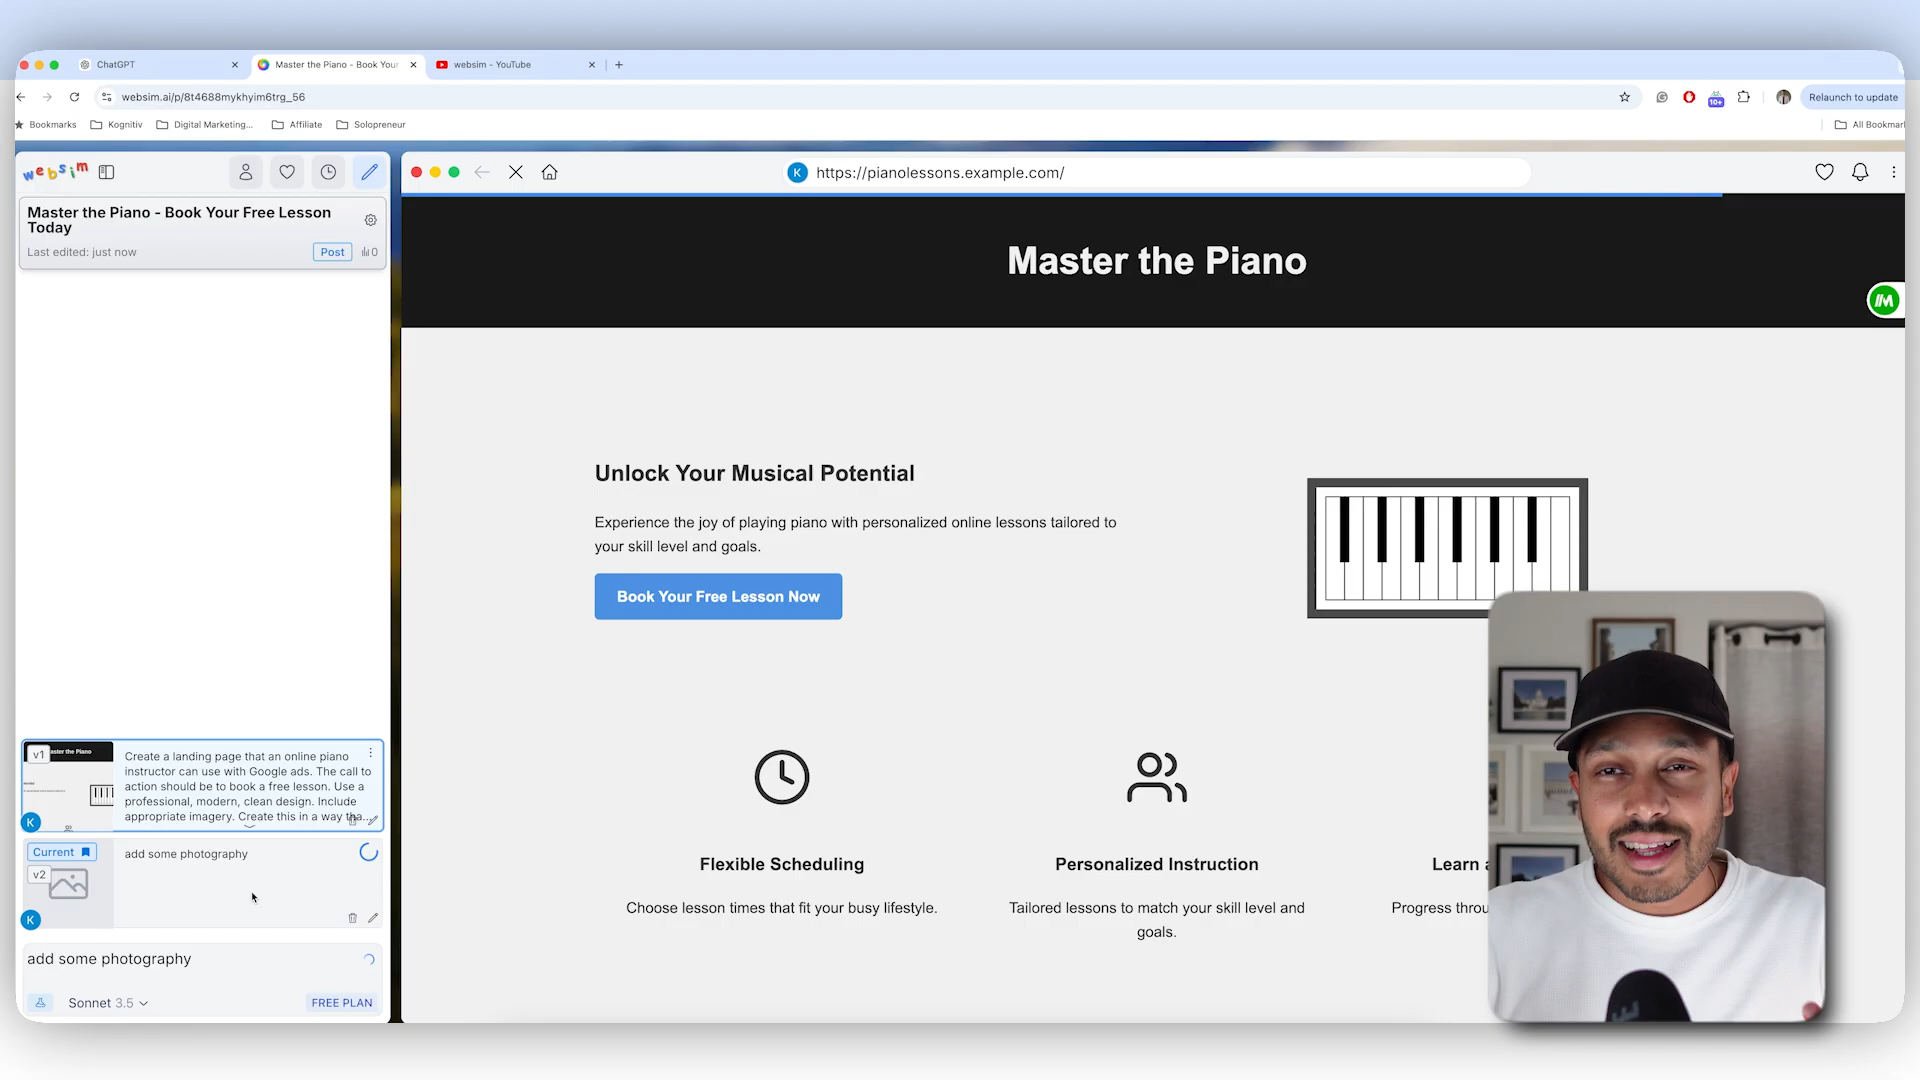 ChatGPT
Master the Piano - Book Your
websim - YouTube
websim.ai/p/8t4688mykhyim6trg_56
10+
Relaunch to update
Bookmarks
Kognitiv
Digital Marketing...
Affiliate
Solopreneur
All Bookmar
websim
K
https://pianolessons.example.com/
Master the Piano - Book Your Free Lesson
Today
Last edited: just now
Post
0
Master the Piano
Unlock Your Musical Potential
Experience the joy of playing piano with personalized online lessons tailored to
your skill level and goals.
Book Your Free Lesson Now
Flexible Scheduling
Choose lesson times that fit your busy lifestyle.
Personalized Instruction
Tailored lessons to match your skill level and
goals.
Learn
Progress throu
v1
aster the Piano
Create a landing page that an online piano
instructor can use with Google ads. The call to
action should be to book a free lesson. Use a
professional, modern, clean design. Include
appropriate imagery. Create this in a way tha...
K
Current
v2
add some photography
K
add some photography
Sonnet 3.5
FREE PLAN